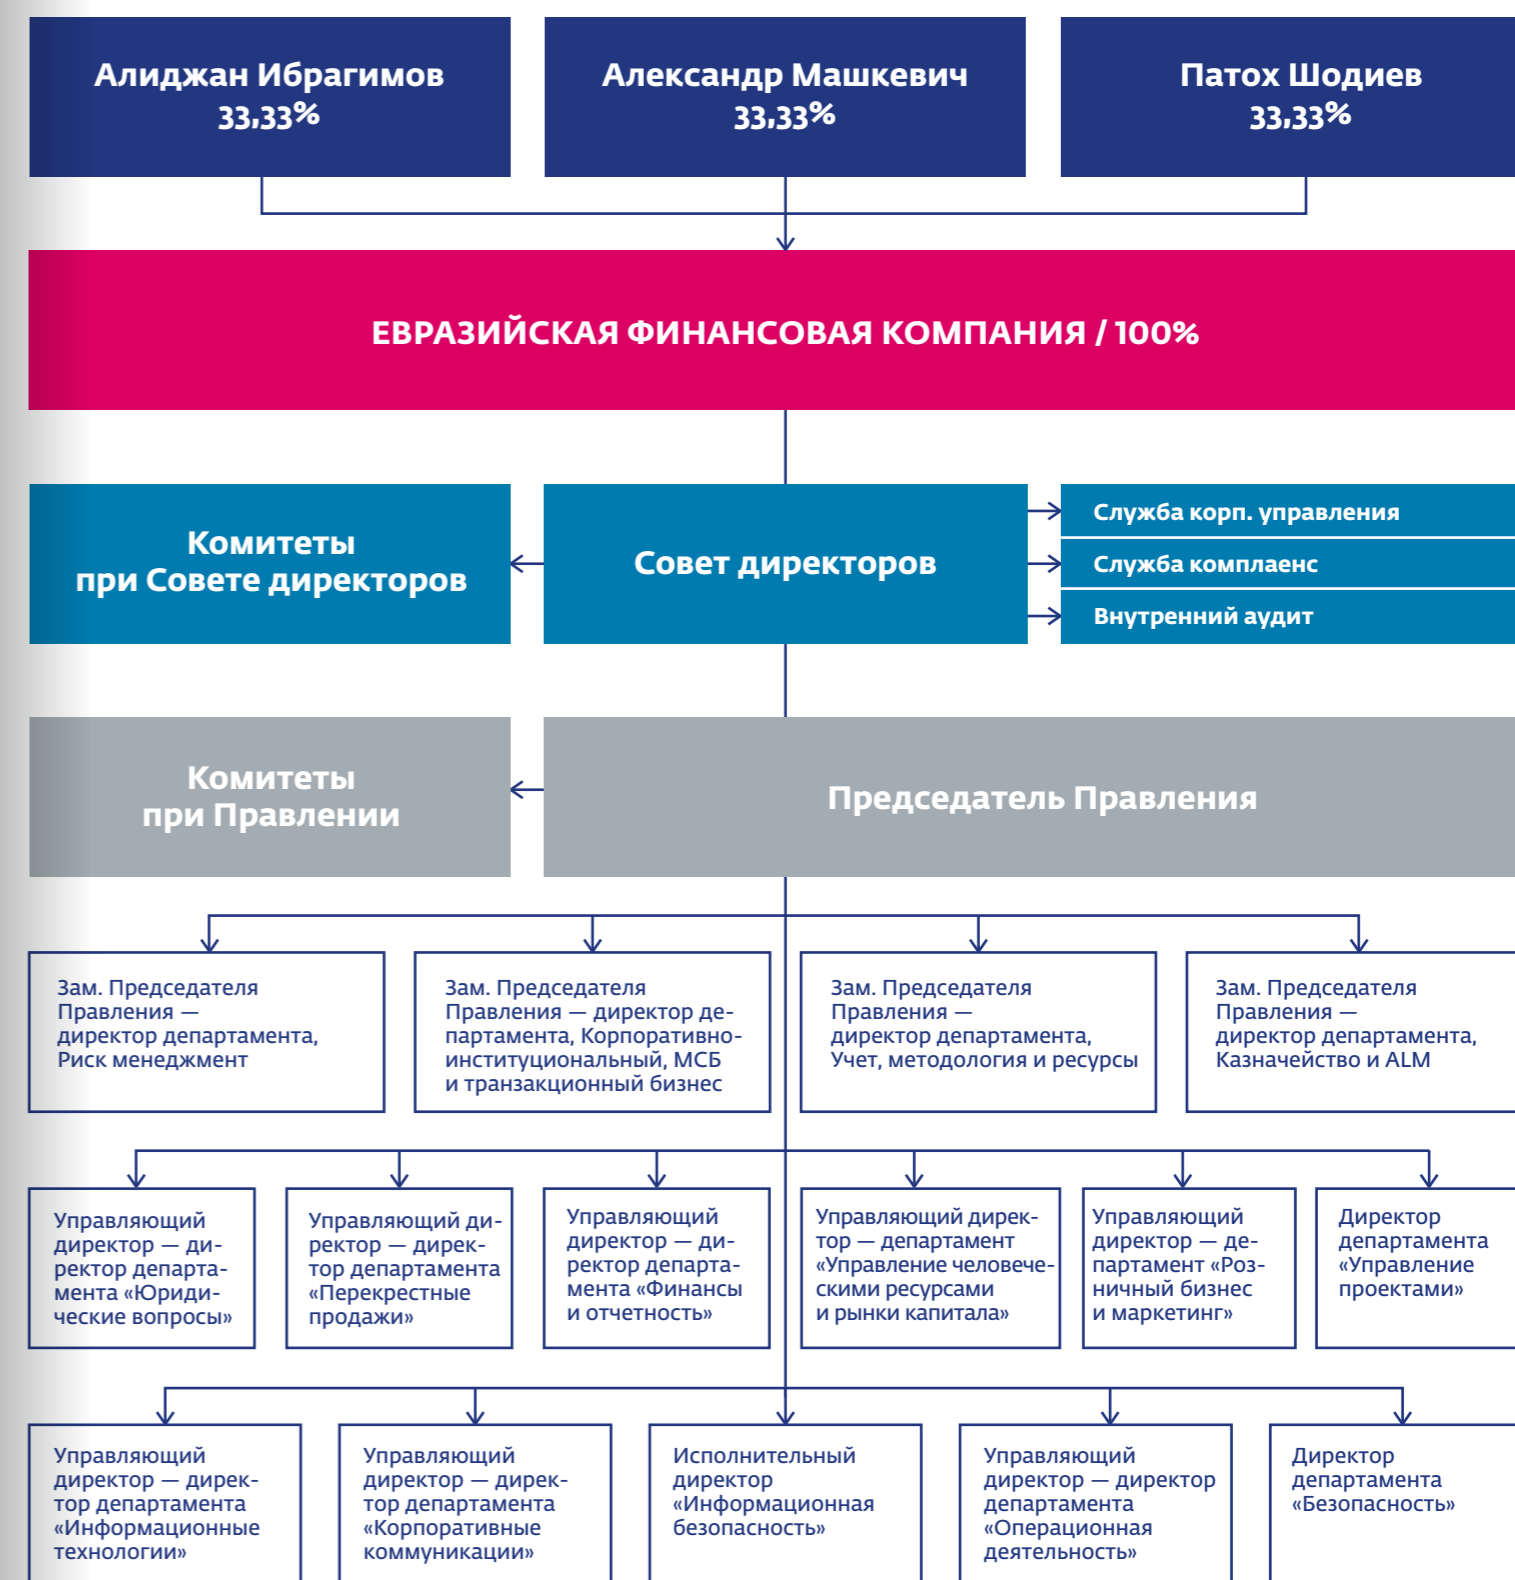 Алиджан Ибрагимов
33,33%
Александр Машкевич
33,33%
Патох Шодиев
33,33%
ЕВРАЗИЙСКАЯ ФИНАНСОВАЯ КОМПАНИЯ / 100%
Комитеты
при Совете директоров
Совет директоров
Служба корп. управления
Служба комплаенс
Внутренний аудит
Комитеты
при Правлении
Председатель Правления
Зам. Председателя
Правления —
директор департамента,
Риск менеджмент
Зам. Председателя
Правления — директор де-
партамента, Корпоративно-
институциональный, МСБ
и транзакционный бизнес
Зам. Председателя
Правления —
директор департамента,
Учет, методология и ресурсы
Зам. Председателя
Правления —
директор департамента,
Казначейство и ALM
Управляющий
директор — ди-
ректор департа-
мента «Юриди-
ческие вопросы»
Управляющий ди-
ректор — дирек-
тор департамента
«Перекрестные
продажи»
Управляющий
директор — ди-
ректор департа-
мента «Финансы
и отчетность»
Управляющий дирек-
тор — департамент
«Управление человече-
скими ресурсами
и рынки капитала»
Управляющий
директор — де-
партамент «Роз-
ничный бизнес
и маркетинг»
Директор
департамента
«Управление
проектами»
Управляющий
директор — дирек-
тор департамента
«Информационные
технологии»
Управляющий
директор — дирек-
тор департамента
«Корпоративные
коммуникации»
Исполнительный
директор
«Информационная
безопасность»
Управляющий
директор — директор
департамента
«Операционная
деятельность»
Директор
департамента
«Безопасность»